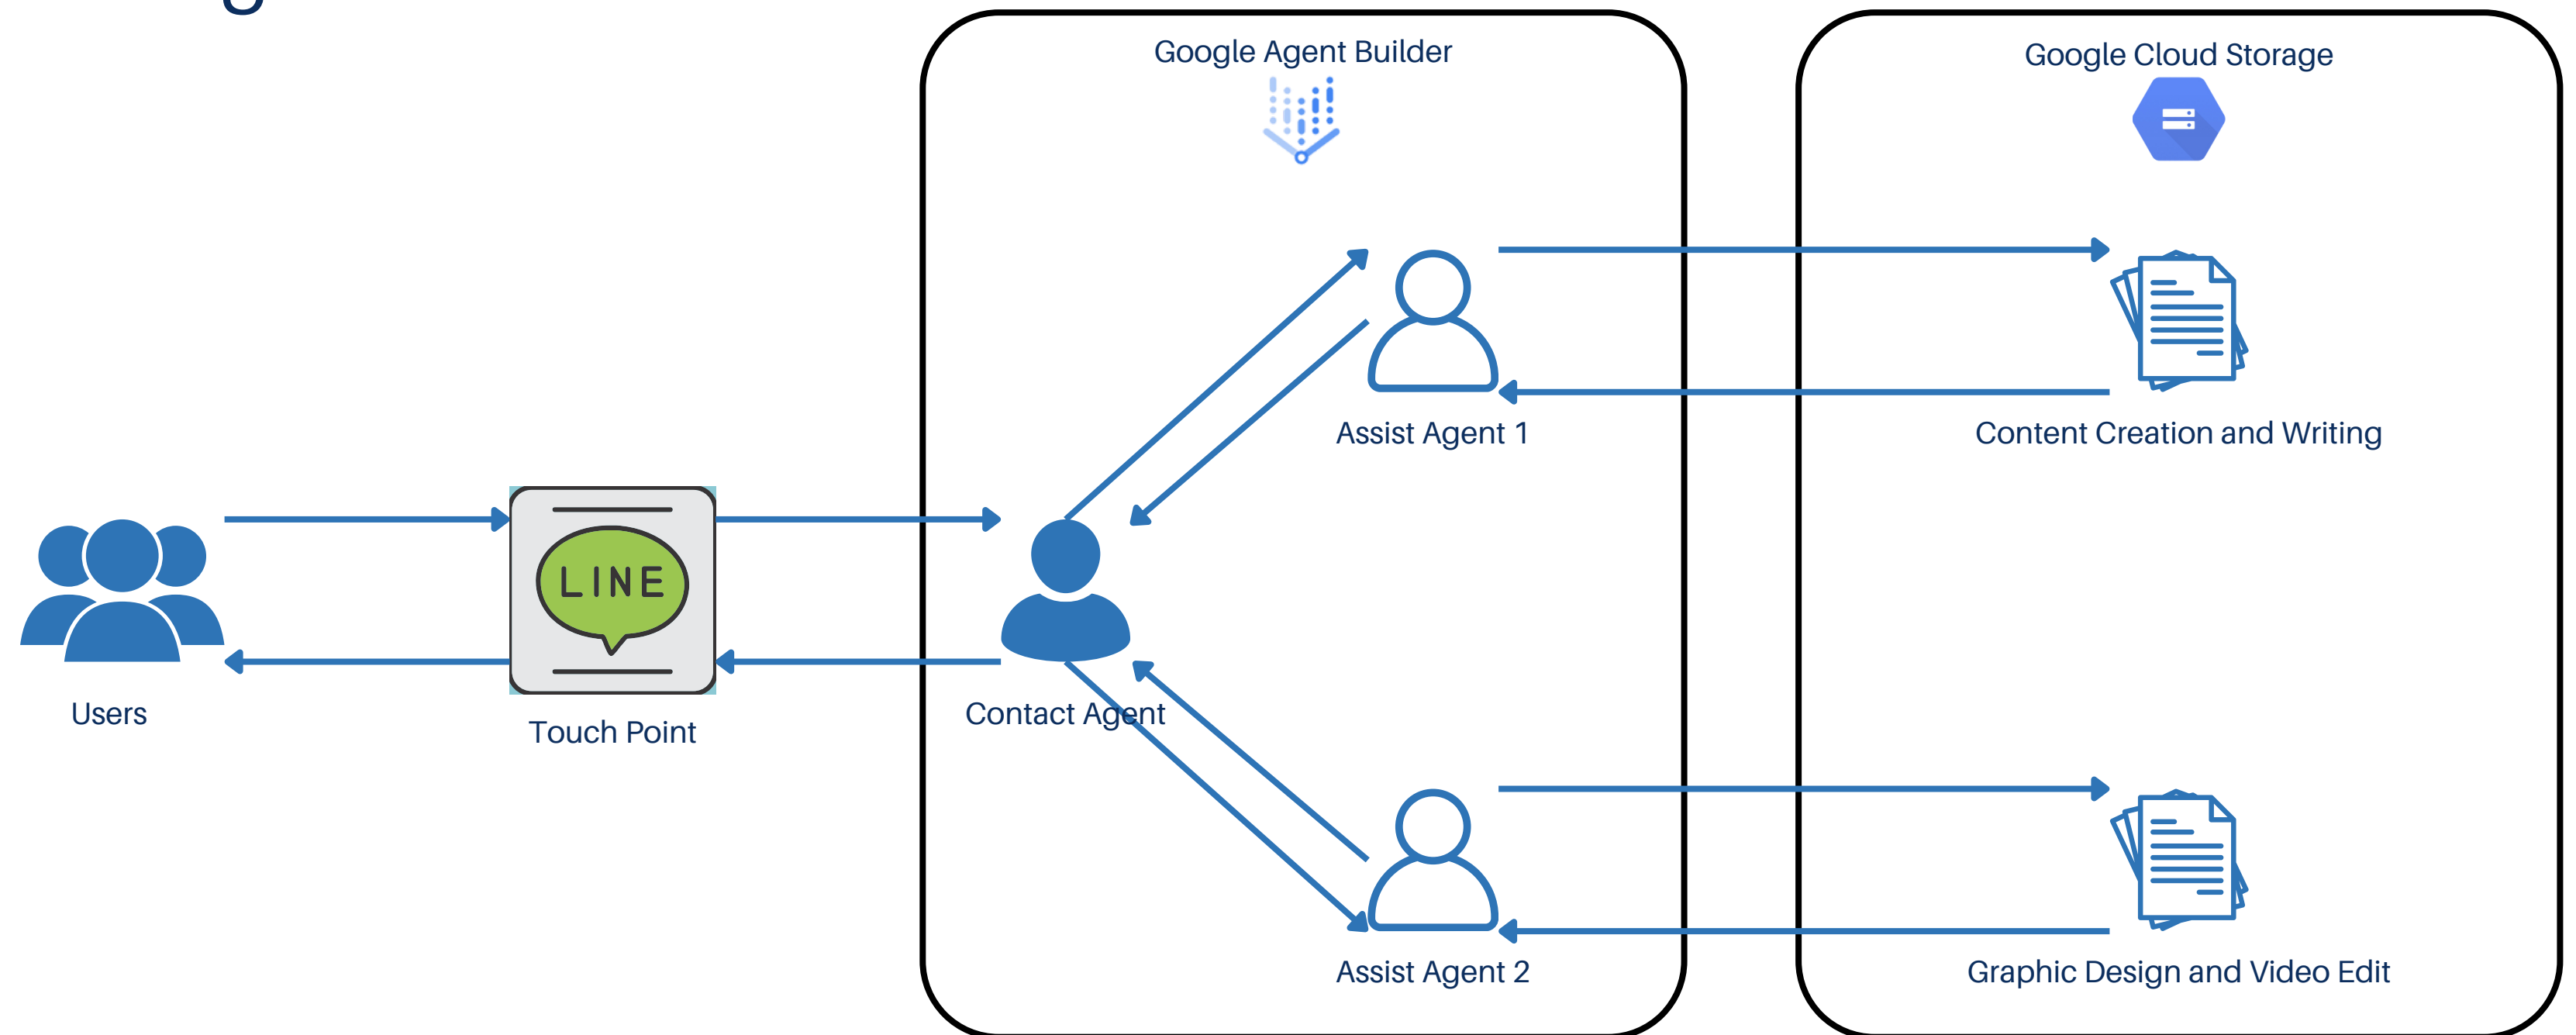 Google Agent Builder
Google Cloud Storage
Assist Agent 1
Content Creation and Writing
LINE
Users
Touch Point
Contact Agent
Assist Agent 2
Graphic Design and Video Edit